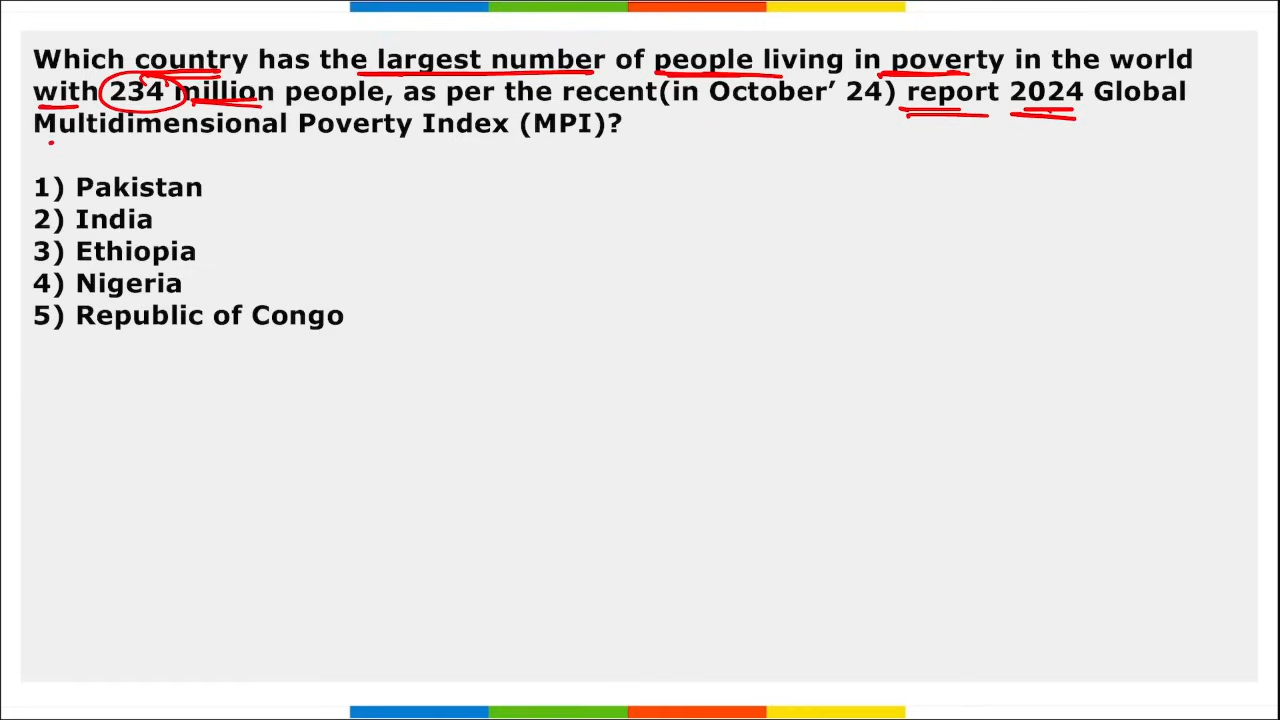 Which country has the largest number of people living in poverty in the world
with 234 million people, as per the recent(in October’ 24) report 2024 Global
Multidimensional Poverty Index (MPI)?
1) Pakistan
2) India
3) Ethiopia
4) Nigeria
5) Republic of Congo